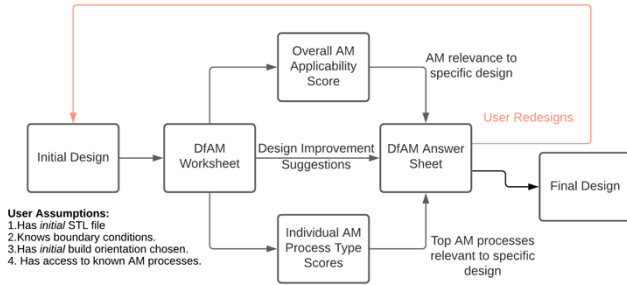 Overall AM
Applicability
Score
AM relevance to
specific design
User Redesigns
Initial Design
DfAM
Worksheet
Design Improvement
Suggestions
DfAM Answer
Sheet
Final Design
User Assumptions:
1.Has initial STL file
2.Knows boundary conditions.
3.Has initial build orientation chosen.
4. Has access to known AM processes.
Individual AM
Process Type
Scores
Top AM processes
relevant to specific
design